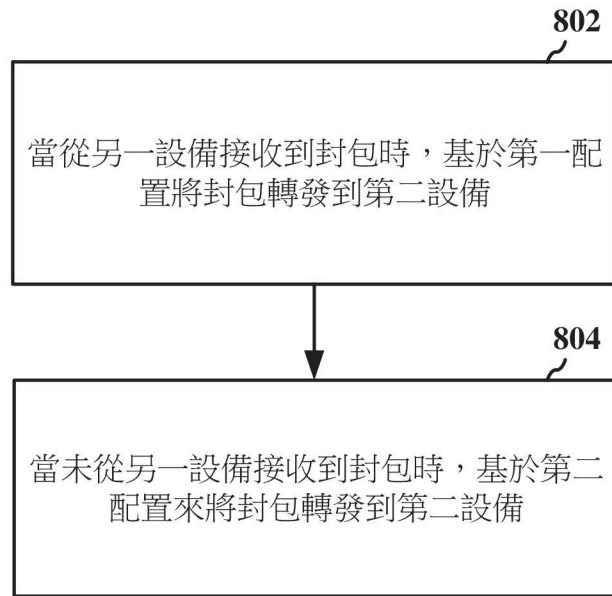 802
當從另一設備接收到封包時，基於第一配
置將封包轉發到第二設備
804
當未從另一設備接收到封包時，基於第二
配置來將封包轉發到第二設備